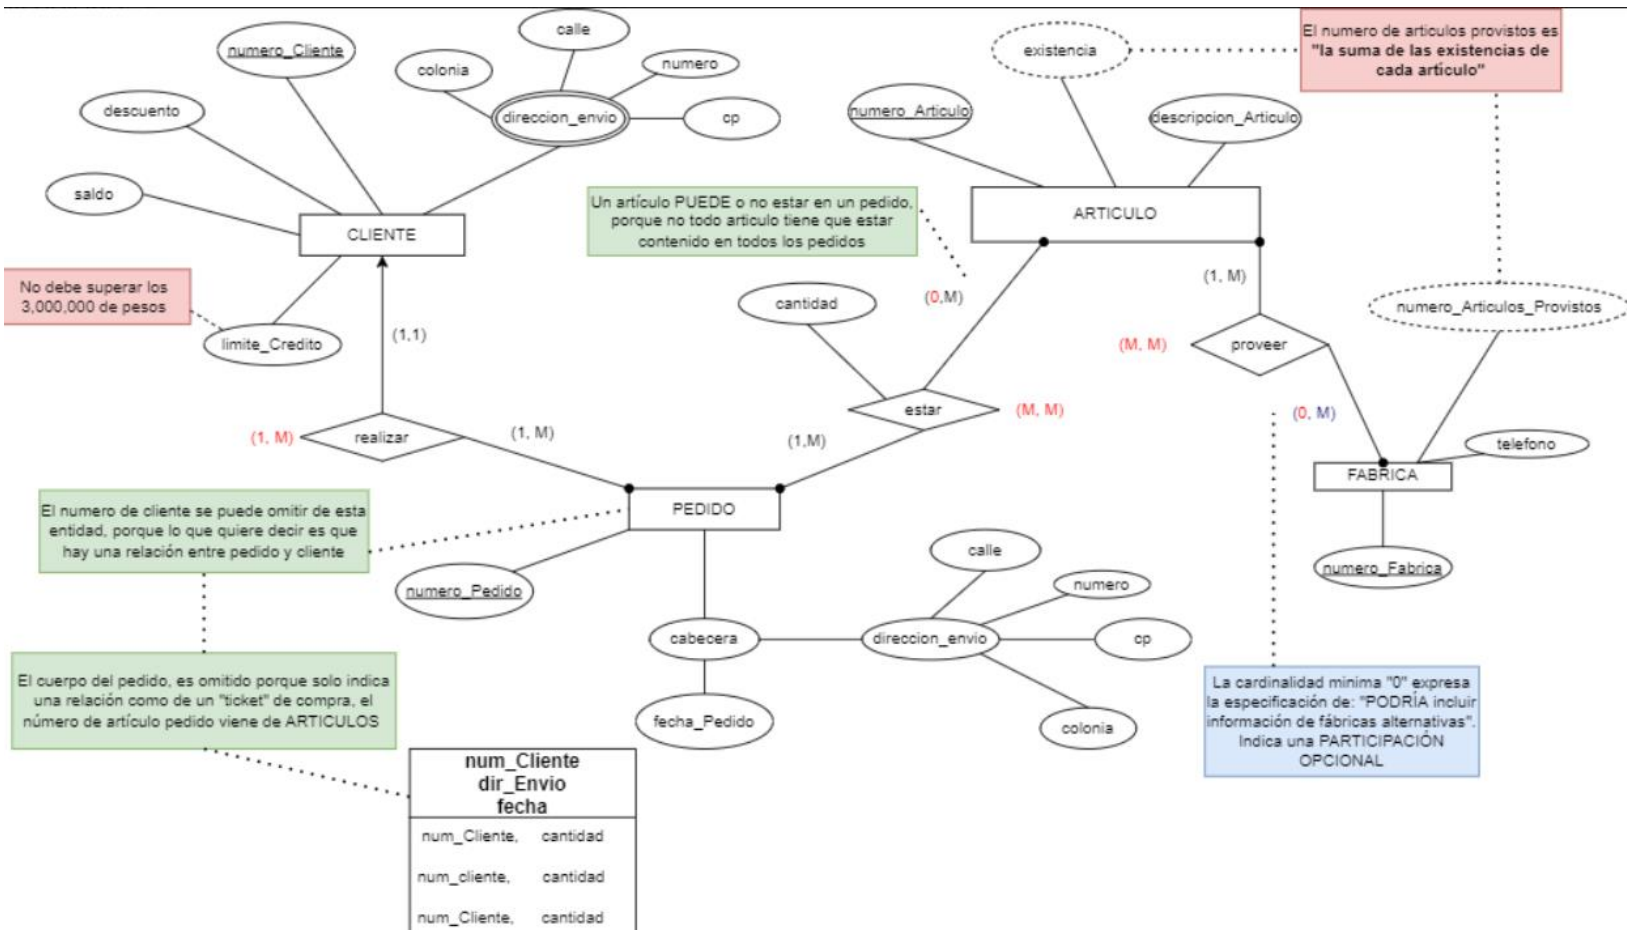 numero_Cliente
descuento
saldo
colonia
calle
numero
direccion_envio
cp
CLIENTE
No debe superar los
3,000,000 de pesos
limite_Credito
(1,1)
(1, M)
realizar
(1, M)
existencia
numero_Articulo
descripcion_Articulo
El numero de articulos provistos es
"la suma de las existencias de
cada artículo"
Un artículo PUEDE o no estar en un pedido,
porque no todo articulo tiene que estar
contenido en todos los pedidos
ARTICULO
(0,M)
cantidad
estar
(M, M)
(1,M)
(1, M)
(M, M)
proveer
numero_Articulos_Provistos
(0, M)
telefono
FABRICA
numero_Fabrica
El numero de cliente se puede omitir de esta
entidad, porque lo que quiere decir es que
hay una relación entre pedido y cliente
PEDIDO
numero_Pedido
cabecera
fecha_Pedido
direccion_envio
calle
numero
cp
colonia
El cuerpo del pedido, es omitido porque solo indica
una relación como de un "ticket" de compra, el
número de artículo pedido viene de ARTICULOS
La cardinalidad minima "0" expresa
la especificación de: "PODRÍA incluir
información de fábricas alternativas".
Indica una PARTICIPACIÓN
OPCIONAL
num_Cliente
dir_Envio
fecha
num_Cliente, cantidad
num_cliente, cantidad
num_Cliente, cantidad